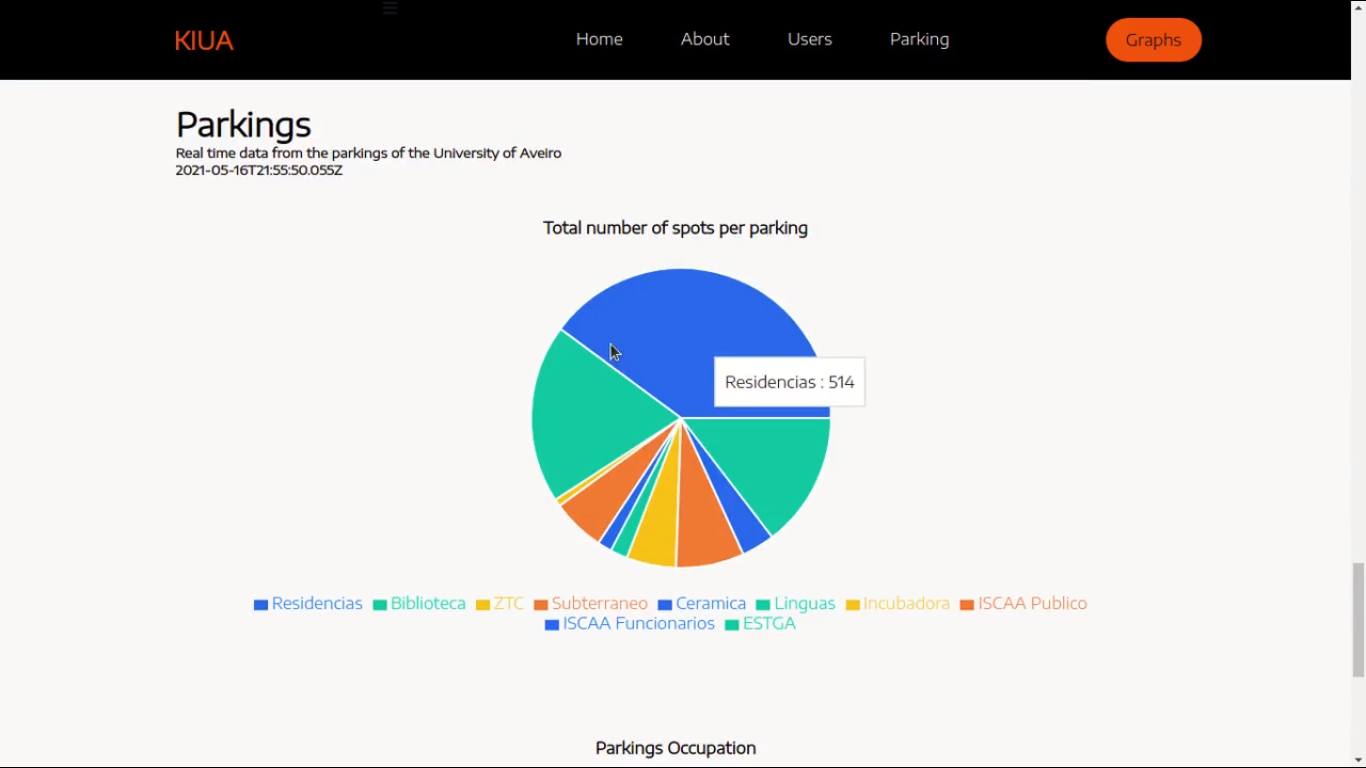 KIUA
Home
About
Users
Parking
Graphs
Parkings
Real time data from the parkings of the University of Aveiro
2021-05-16T21:55:50.055Z
Total number of spots per parking
Residencias : 514
Residencias Biblioteca ZTC Subterraneo Ceramica Linguas Incubadora ISCAA Publico
ISCAA Funcionarios ESTGA
Parkings Occupation